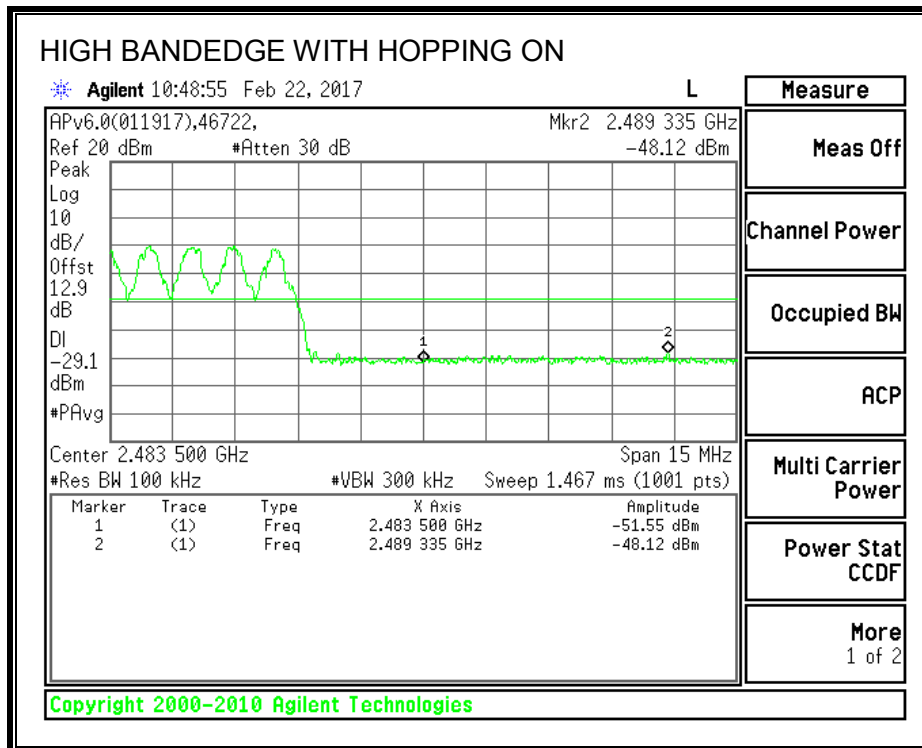 HIGH BANDEDGE WITH HOPPING ON
Agilent 10:48:55 Feb 22, 2017 L
APv6.0(011917),46722, Mkr2 2.489 335 GHz
Ref 20 dBm #Atten 30 dB -48.12 dBm
Peak
Log
10
dB/
Offst
12.9
dB
DI
-29.1
dBm
#PAvg
1
2
Center 2.483 500 GHz Span 15 MHz
#Res BW 100 kHz #VBW 300 kHz Sweep 1.467 ms (1001 pts)
Marker Trace Type X Axis Amplitude
1 (1) Freq 2.483 500 GHz -51.55 dBm
2 (1) Freq 2.489 335 GHz -48.12 dBm
Measure
Meas Off
Channel Power
Occupied BW
ACP
Multi Carrier
Power
Power Stat
CCDF
More
1 of 2
Copyright 2000-2010 Agilent Technologies